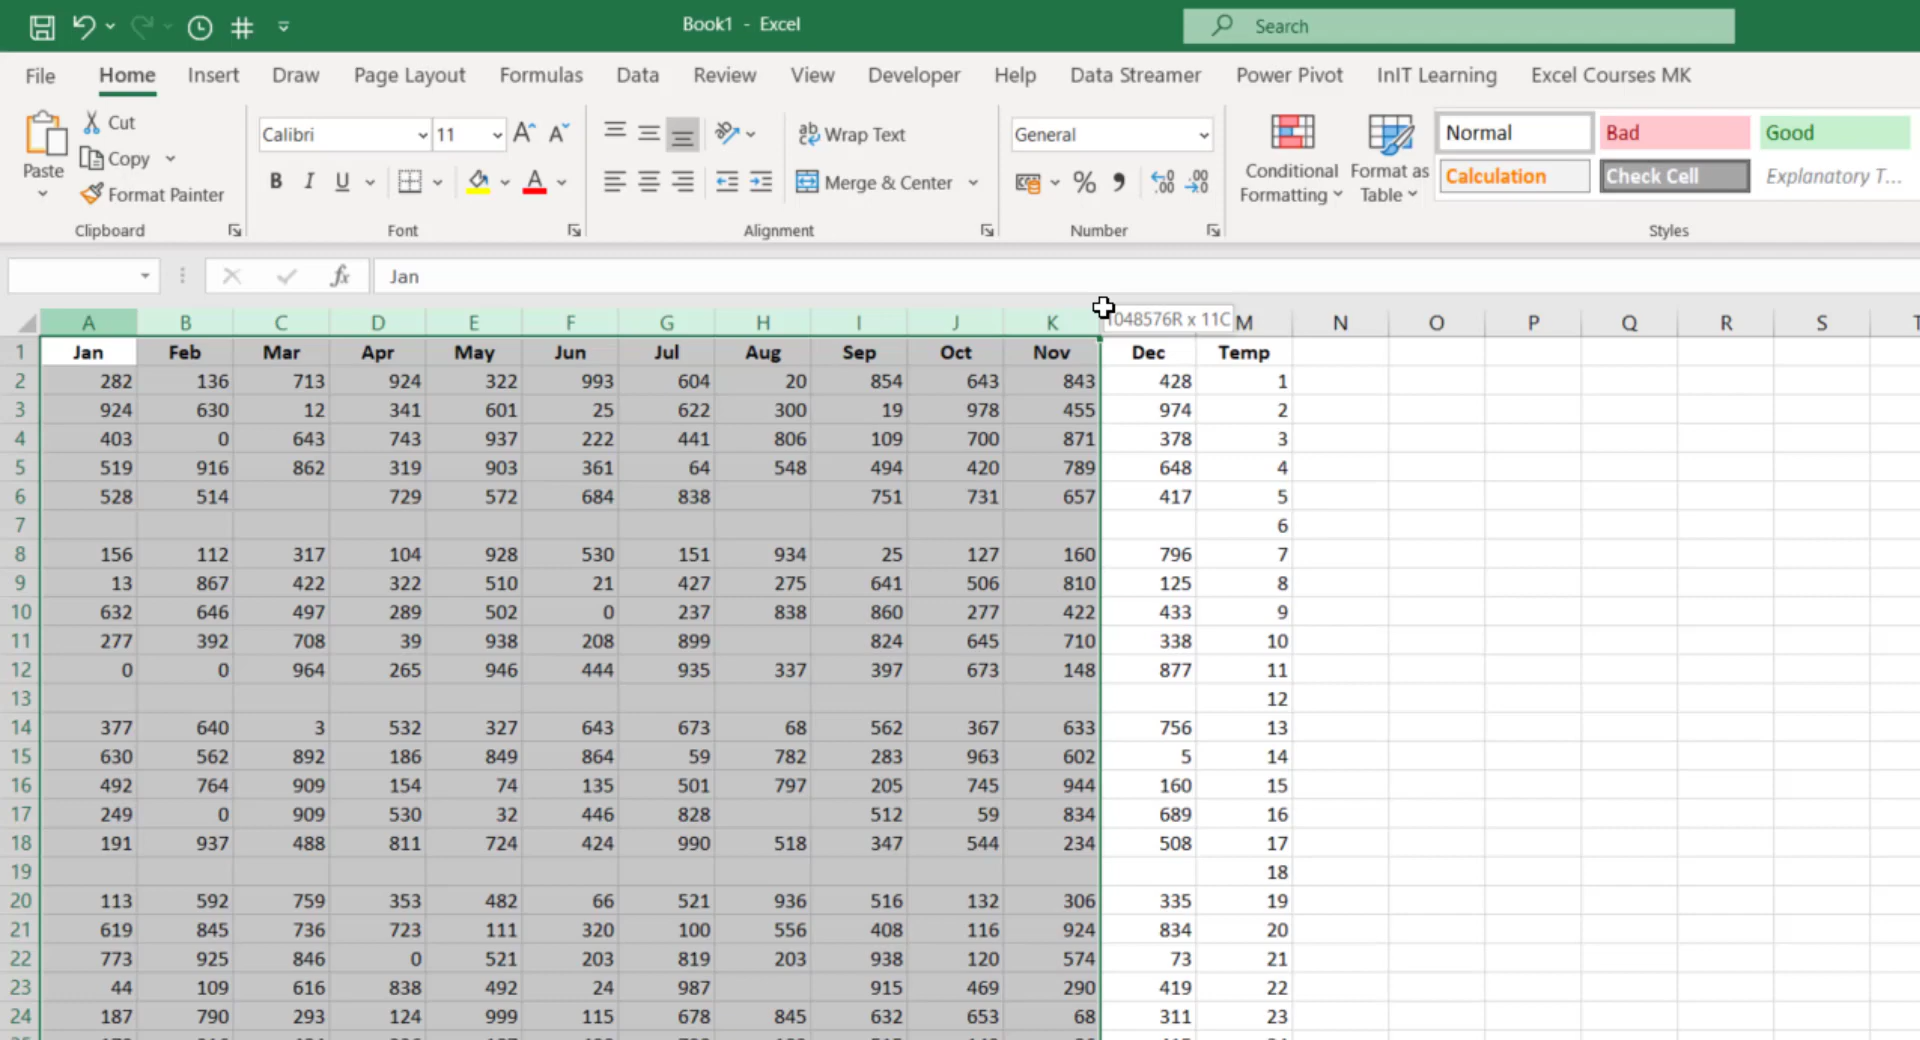 Book1 - Excel
Search
File Home Insert Draw Page Layout Formulas Data Review View Developer Help Data Streamer Power Pivot InIT Learning Excel Courses MK
Paste
Cut
Copy
Format Painter
Clipboard
Calibri 11
B I U
Font
Wrap Text
Merge & Center
Alignment
General
Number
Conditional Formatting
Format as Table
Normal Bad Good
Calculation Check Cell Explanatory T...
Styles
fx Jan
A B C D E F G H I J K 1048576R x 11C M N O P Q R S T
1 Jan Feb Mar Apr May Jun Jul Aug Sep Oct Nov Dec Temp
2 282 136 713 924 322 993 604 20 854 643 843 428 1
3 924 630 12 341 601 25 622 300 19 978 455 974 2
4 403 0 643 743 937 222 441 806 109 700 871 378 3
5 519 916 862 319 903 361 64 548 494 420 789 648 4
6 528 514 729 572 684 838 751 731 657 417 5
7 6
8 156 112 317 104 928 530 151 934 25 127 160 796 7
9 13 867 422 322 510 21 427 275 641 506 810 125 8
10 632 646 497 289 502 0 237 838 860 277 422 433 9
11 277 392 708 39 938 208 899 824 645 710 338 10
12 0 0 964 265 946 444 935 337 397 673 148 877 11
13 12
14 377 640 3 532 327 643 673 68 562 367 633 756 13
15 630 562 892 186 849 864 59 782 283 963 602 5 14
16 492 764 909 154 74 135 501 797 205 745 944 160 15
17 249 0 909 530 32 446 828 512 59 834 689 16
18 191 937 488 811 724 424 990 518 347 544 234 508 17
19 18
20 113 592 759 353 482 66 521 936 516 132 306 335 19
21 619 845 736 723 111 320 100 556 408 116 924 834 20
22 773 925 846 0 521 203 819 203 938 120 574 73 21
23 44 109 616 838 492 24 987 915 469 290 419 22
24 187 790 293 124 999 115 678 845 632 653 68 311 23